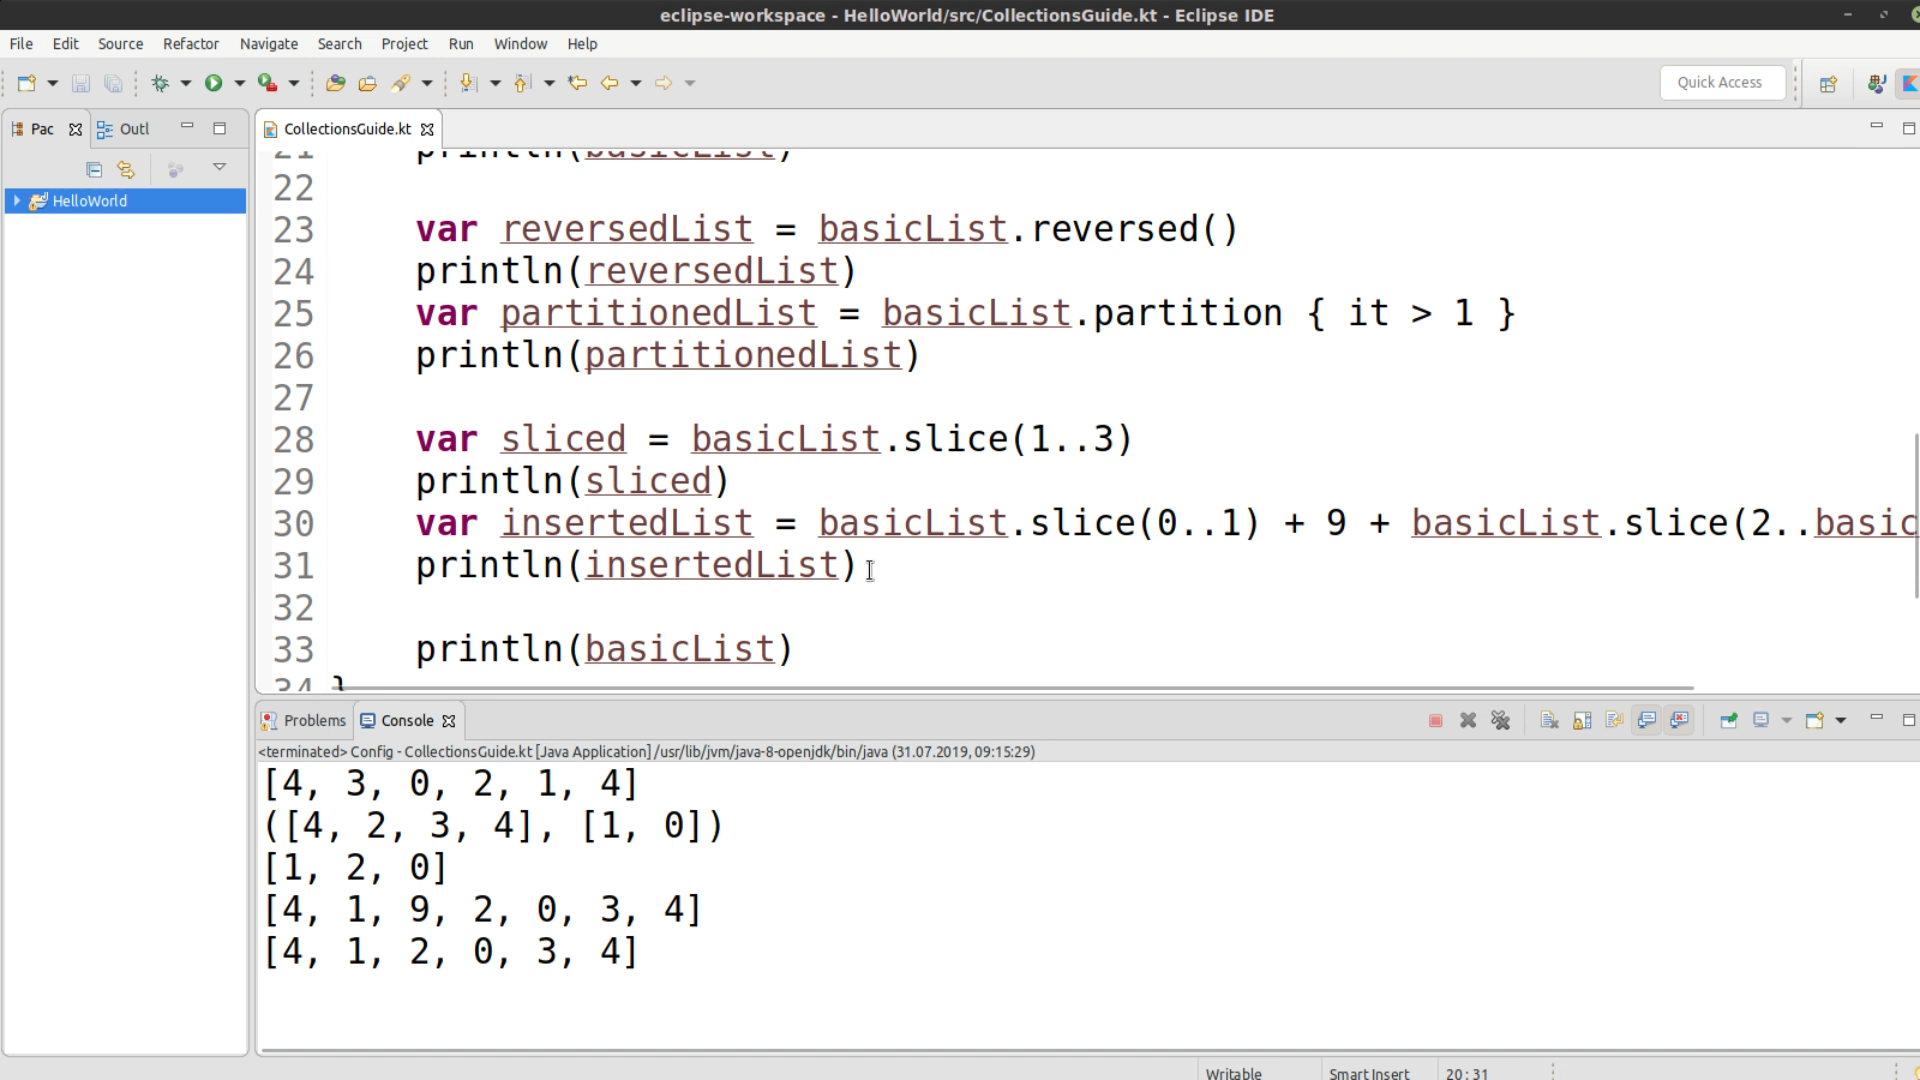 eclipse-workspace - HelloWorld/src/CollectionsGuide.kt - Eclipse IDE
File Edit Source Refactor Navigate Search Project Run Window Help
Quick Access
Pac Outl
CollectionsGuide.kt
HelloWorld
21 println(basicList)
22
23 var reversedList = basicList.reversed()
24 println(reversedList)
25 var partitionedList = basicList.partition { it > 1 }
26 println(partitionedList)
27
28 var sliced = basicList.slice(1..3)
29 println(sliced)
30 var insertedList = basicList.slice(0..1) + 9 + basicList.slice(2..basic
31 println(insertedList)
32
33 println(basicList)
34 }
Problems Console
<terminated> Config - CollectionsGuide.kt [Java Application] /usr/lib/jvm/java-8-openjdk/bin/java (31.07.2019, 09:15:29)
[4, 3, 0, 2, 1, 4]
([4, 2, 3, 4], [1, 0])
[1, 2, 0]
[4, 1, 9, 2, 0, 3, 4]
[4, 1, 2, 0, 3, 4]
Writable Smart Insert 20:31